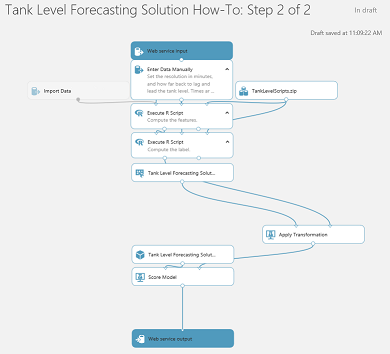 Tank Level Forecasting Solution How-To: Step 2 of 2
In draft
Draft saved at 11:09:22 AM
Web service input
Enter Data Manually
Set the resolution in minutes,
and how far back to lag and
lead the tank level. Times ar ...
Import Data
TankLevelScripts.zip
Execute R Script
Compute the features.
Execute R Script
Compute the label.
Tank Level Forecasting Solut...
Apply Transformation
Tank Level Forecasting Solut...
Score Model
Web service output